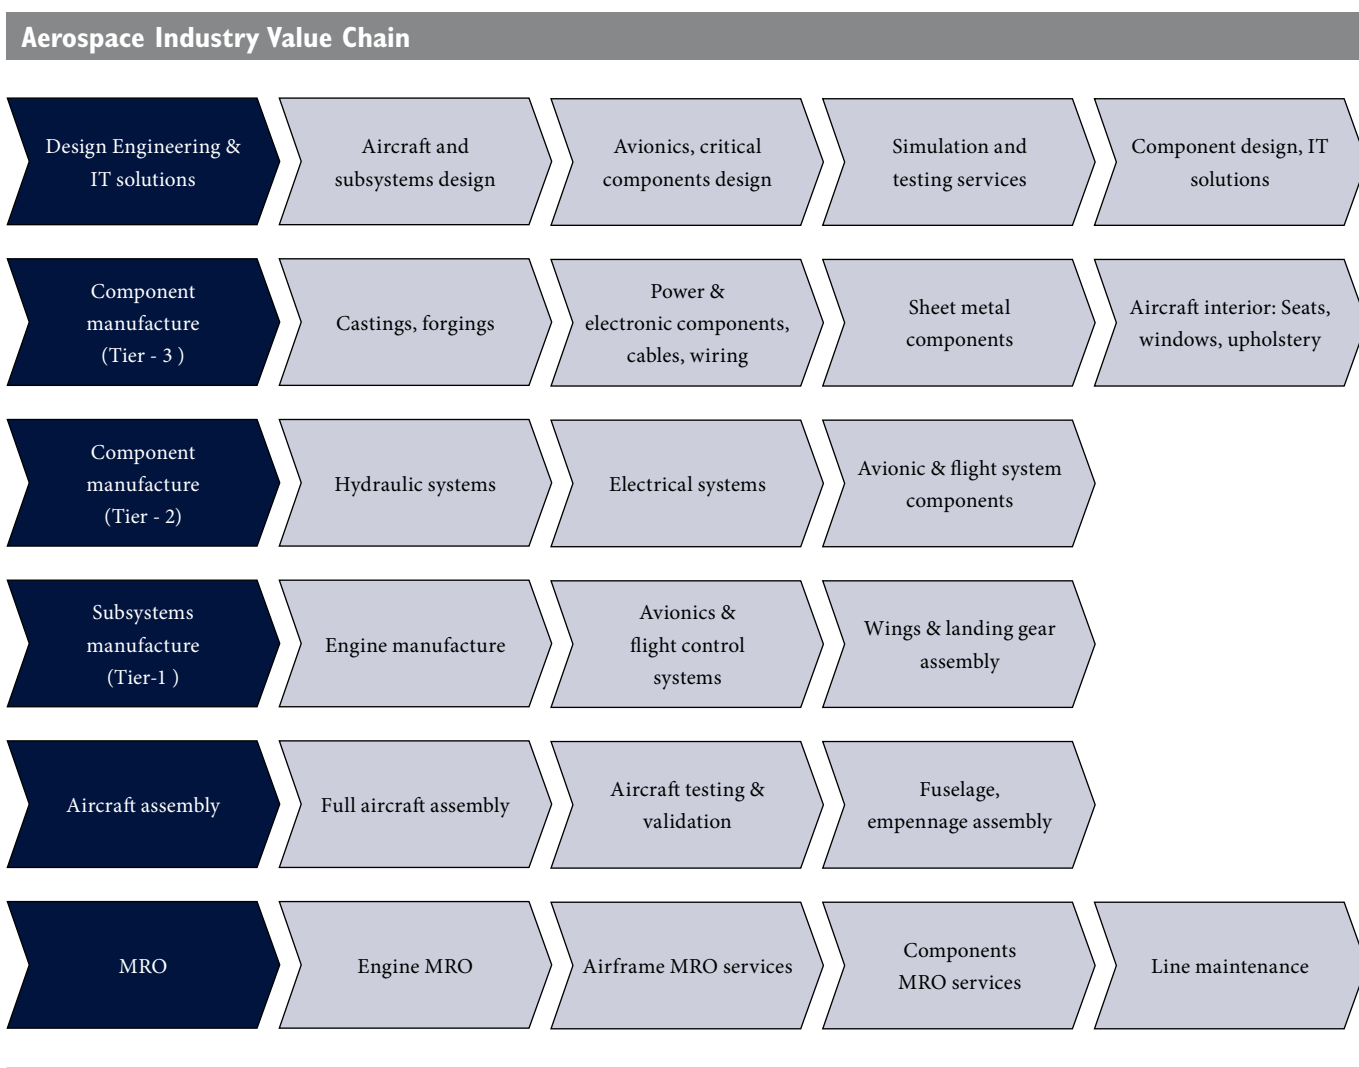 Aerospace Industry Value Chain
Design Engineering &
IT solutions
Aircraft and
subsystems design
Avionics, critical
components design
Simulation and
testing services
Component design, IT
solutions
Component
manufacture
(Tier - 3 )
Castings, forgings
Power &
electronic components,
cables, wiring
Sheet metal
components
Aircraft interior: Seats,
windows, upholstery
Component
manufacture
(Tier - 2)
Hydraulic systems
Electrical systems
Avionic & flight system
components
Subsystems
manufacture
(Tier-1 )
Engine manufacture
Avionics &
flight control
systems
Wings & landing gear
assembly
Aircraft assembly
Full aircraft assembly
Aircraft testing &
validation
Fuselage,
empennage assembly
MRO
Engine MRO
Airframe MRO services
Components
MRO services
Line maintenance